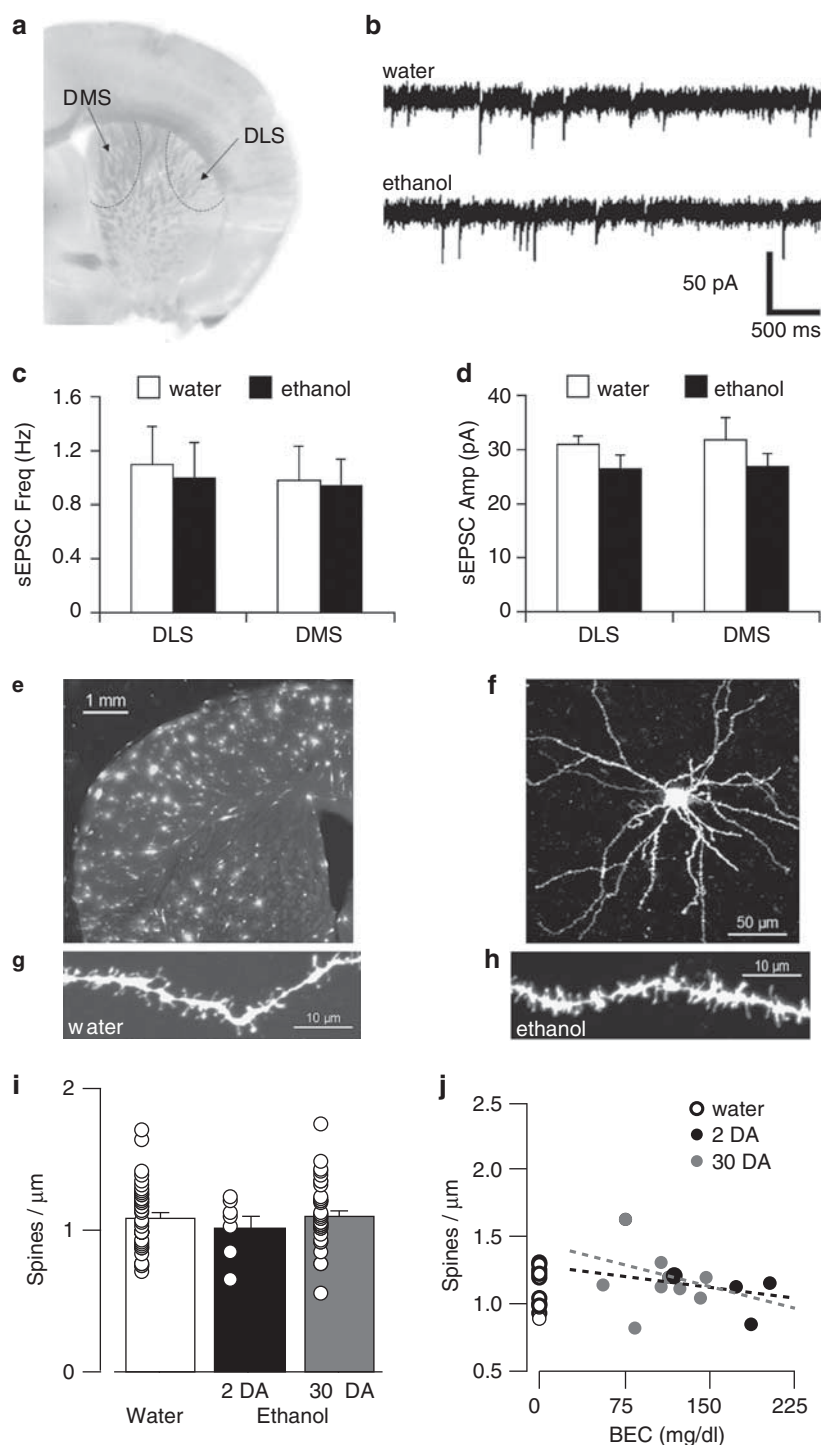 a
DMS
DLS
b
water
ethanol
50 pA
500 ms
c
water
ethanol
sEPSC Freq (Hz)
1.6
1.2
0.8
0.4
0
DLS
DMS
d
water
ethanol
sEPSC Amp (pA)
40
30
20
10
0
DLS
DMS
e
1 mm
f
50 µm
g
water
10 µm
h
10 µm
ethanol
i
Spines / µm
2
1
0
2 DA
30 DA
Water
Ethanol
j
water
2 DA
30 DA
Spines / µm
2.5
2.0
1.5
1.0
0.5
0
75
150
225
BEC (mg/dl)